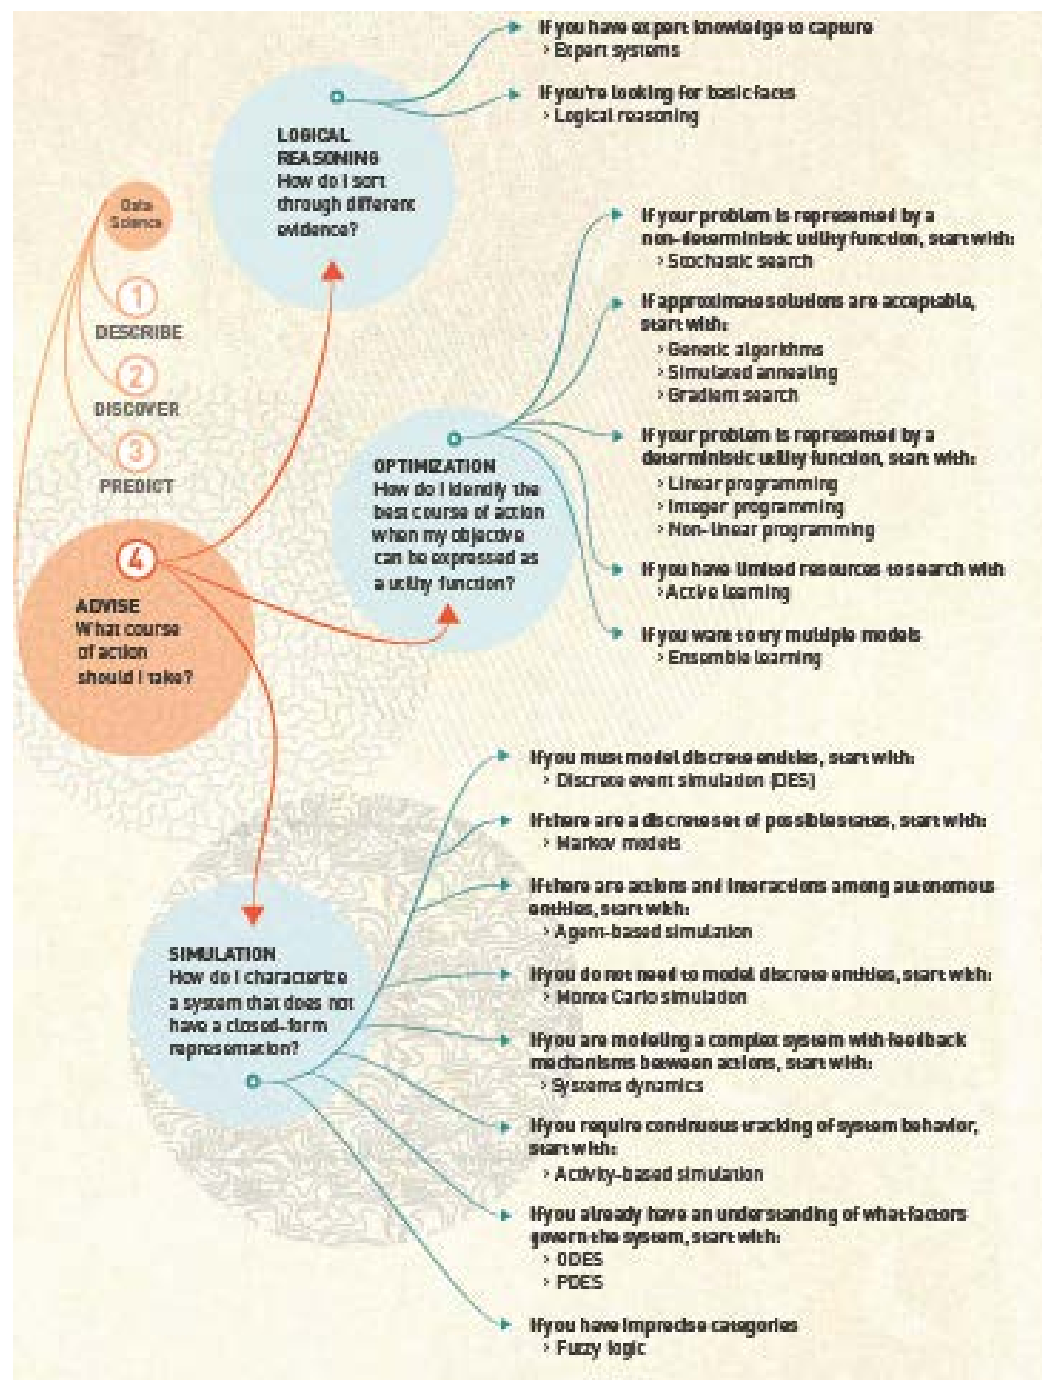 Data
Science
1
DESCRIBE
2
DISCOVER
3
PREDICT
4
ADVISE
What course
of action
should I take?
LOGICAL
REASONING
How do I sort
through different
evidence?
If you have expert knowledge to capture
› Expert systems
If you're looking for basic facts
› Logical reasoning
OPTIMIZATION
How do I identify the
best course of action
when my objective
can be expressed as
a utility function?
If your problem is represented by a
non-deterministic utility function, start with:
› Stochastic search
If approximate solutions are acceptable,
start with:
› Genetic algorithms
› Simulated annealing
› Gradient search
If your problem is represented by a
deterministic utility function, start with:
› Linear programming
› Integer programming
› Non-linear programming
If you have limited resources to search with
› Active learning
If you want to try multiple models
› Ensemble learning
SIMULATION
How do I characterize
a system that does not
have a closed-form
representation?
If you must model discrete entities, start with:
› Discrete event simulation (DES)
If there are a discrete set of possible states, start with:
› Markov models
If there are actions and interactions among autonomous
entities, start with:
› Agent-based simulation
If you do not need to model discrete entities, start with:
› Monte Carlo simulation
If you are modeling a complex system with feedback
mechanisms between actions, start with:
› Systems dynamics
If you require continuous tracking of system behavior,
start with:
› Activity-based simulation
If you already have an understanding of what factors
govern the system, start with:
› ODES
› PDES
If you have imprecise categories
› Fuzzy logic